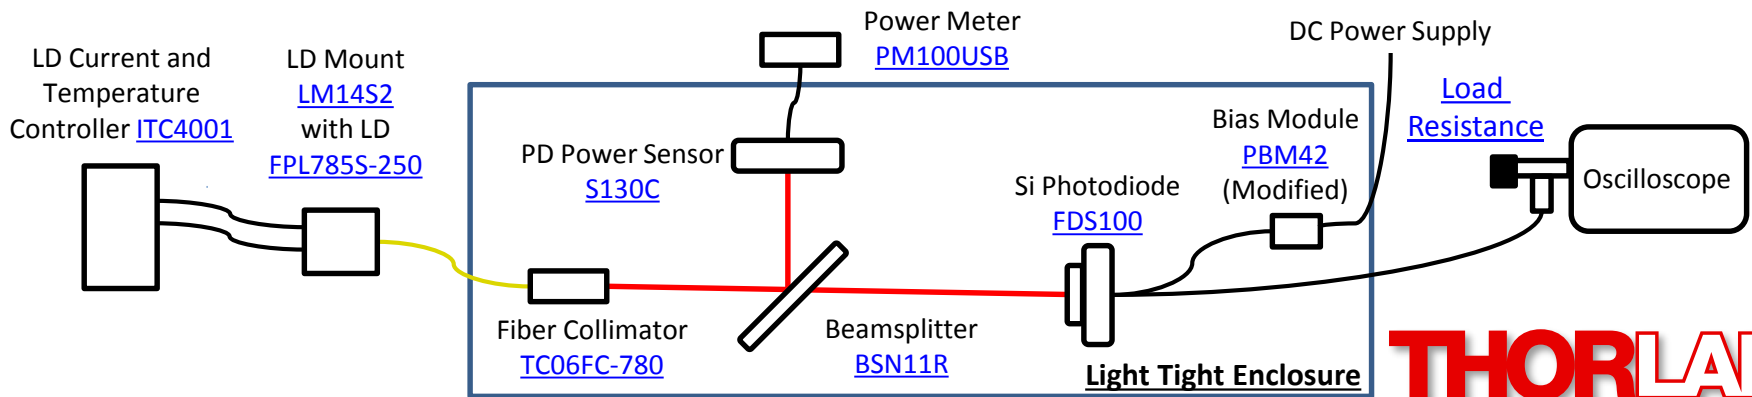 LD Current and
Temperature
Controller ITC4001
LD Mount
LM14S2
with LD
FPL785S-250
Power Meter
PM100USB
DC Power Supply
PD Power Sensor
S130C
Bias Module
PBM42
(Modified)
Load
Resistance
Si Photodiode
FDS100
Oscilloscope
Fiber Collimator
TC06FC-780
Beamsplitter
BSN11R
Light Tight Enclosure
THORLA